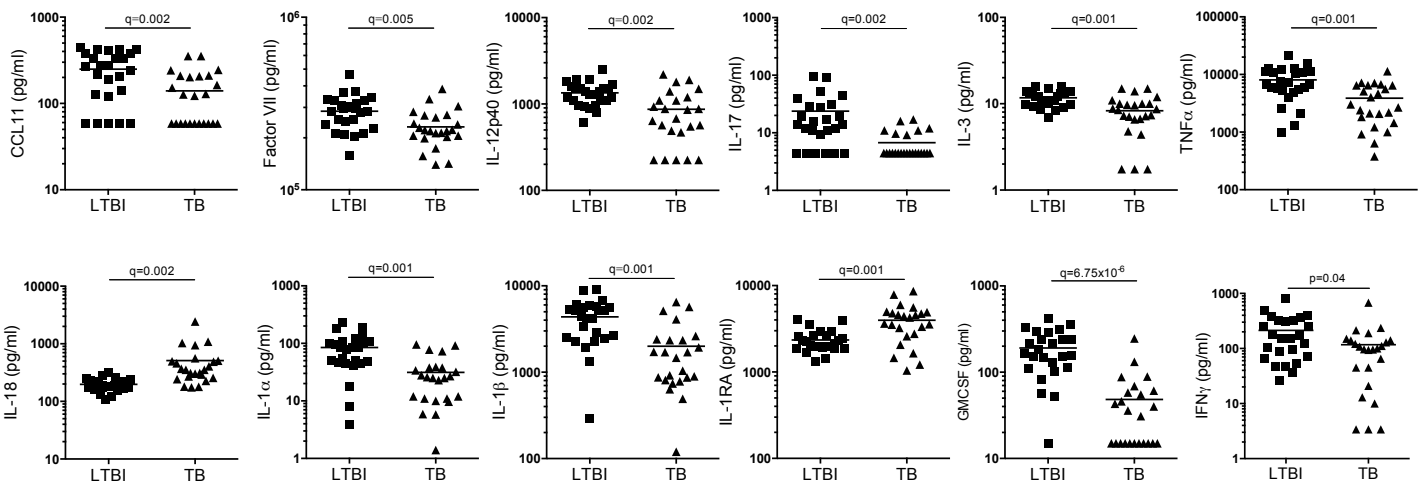 q=0.002
CCL11 (pg/ml)
1000
100
10
LTBI TB
q=0.005
Factor VII (pg/ml)
10⁶
10⁵
LTBI TB
q=0.002
IL-12p40 (pg/ml)
10000
1000
100
LTBI TB
q=0.002
IL-17 (pg/ml)
1000
100
10
1
LTBI TB
q=0.001
IL-3 (pg/ml)
100
10
1
LTBI TB
q=0.001
TNFα (pg/ml)
100000
10000
1000
100
LTBI TB
q=0.002
IL-18 (pg/ml)
10000
1000
100
10
LTBI TB
q=0.001
IL-1α (pg/ml)
1000
100
10
1
LTBI TB
q=0.001
IL-1β (pg/ml)
10000
1000
100
LTBI TB
q=0.001
IL-1RA (pg/ml)
10000
1000
100
LTBI TB
q=6.75x10⁻⁶
GMCSF (pg/ml)
1000
100
10
LTBI TB
p=0.04
IFNγ (pg/ml)
1000
100
10
1
LTBI TB